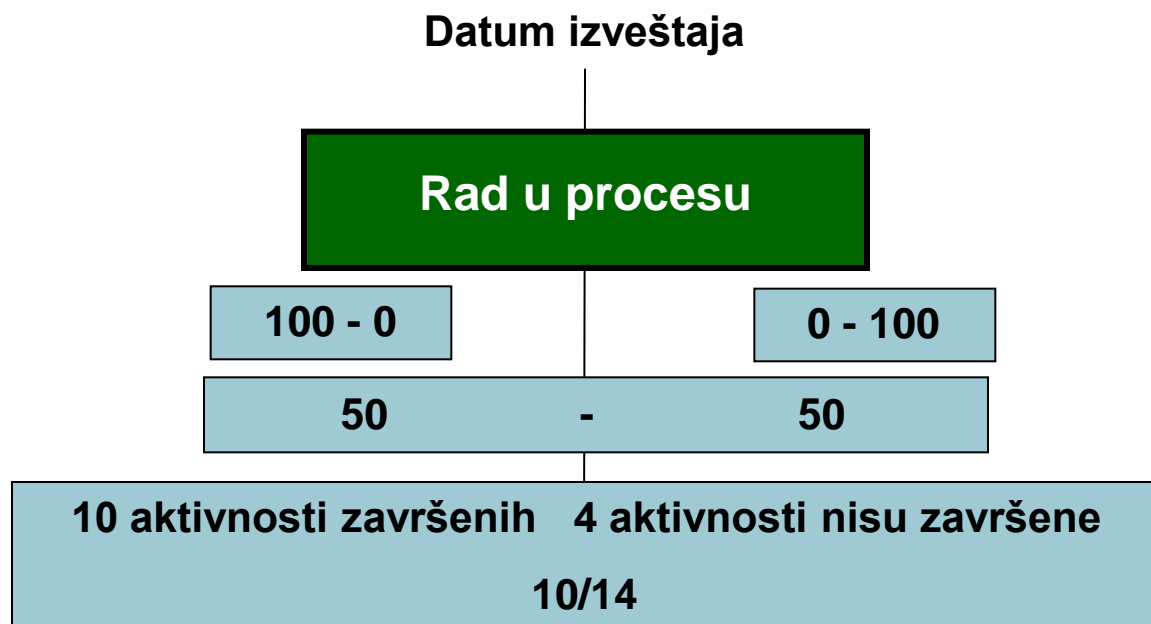 Datum izveštaja
Rad u procesu
100 - 0
0 - 100
50 - 50
10 aktivnosti završenih 4 aktivnosti nisu završene
10/14